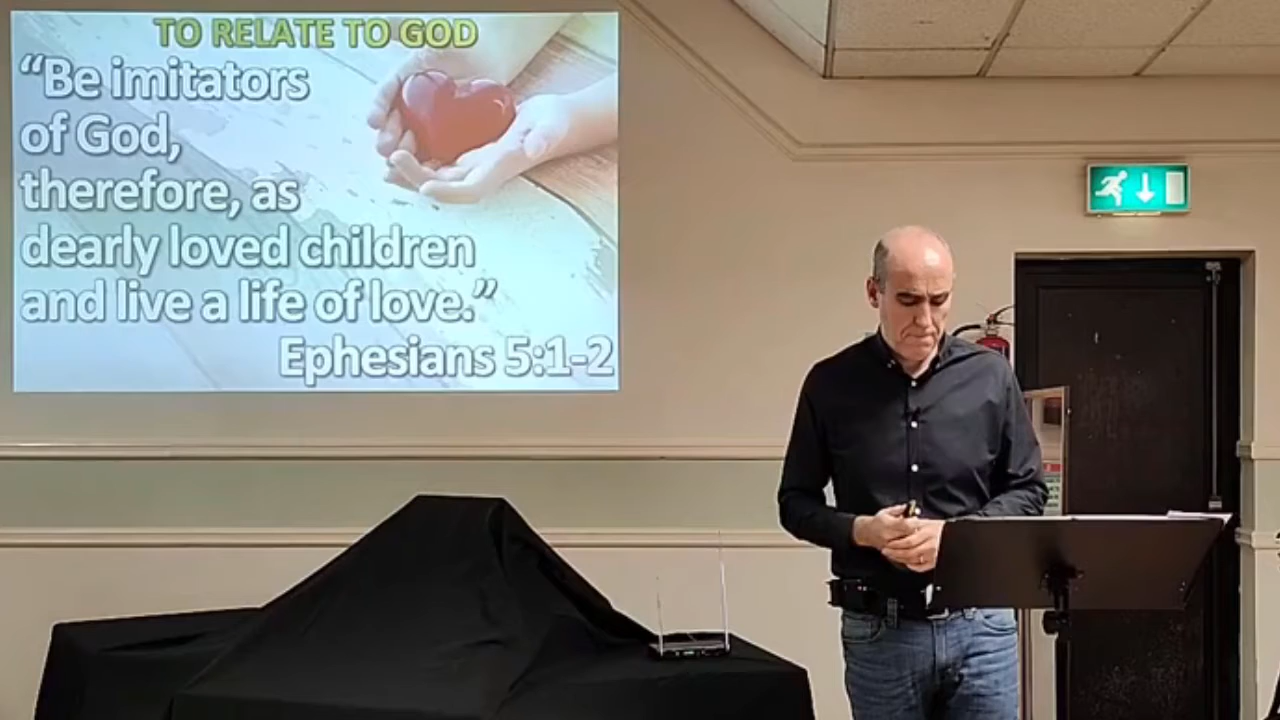 TO RELATE TO GOD
“Be imitators
of God,
therefore, as
dearly loved children
and live a life of love.”
Ephesians 5:1-2